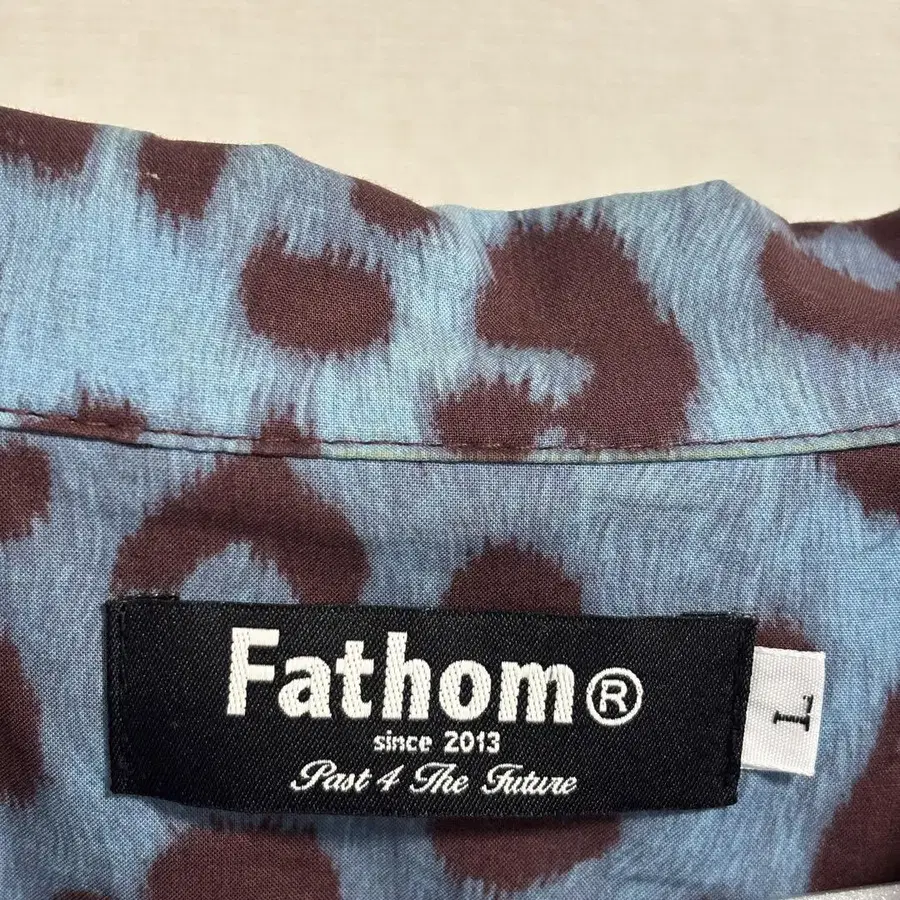 Fathom®
since 2013
Past 4 The Future
L